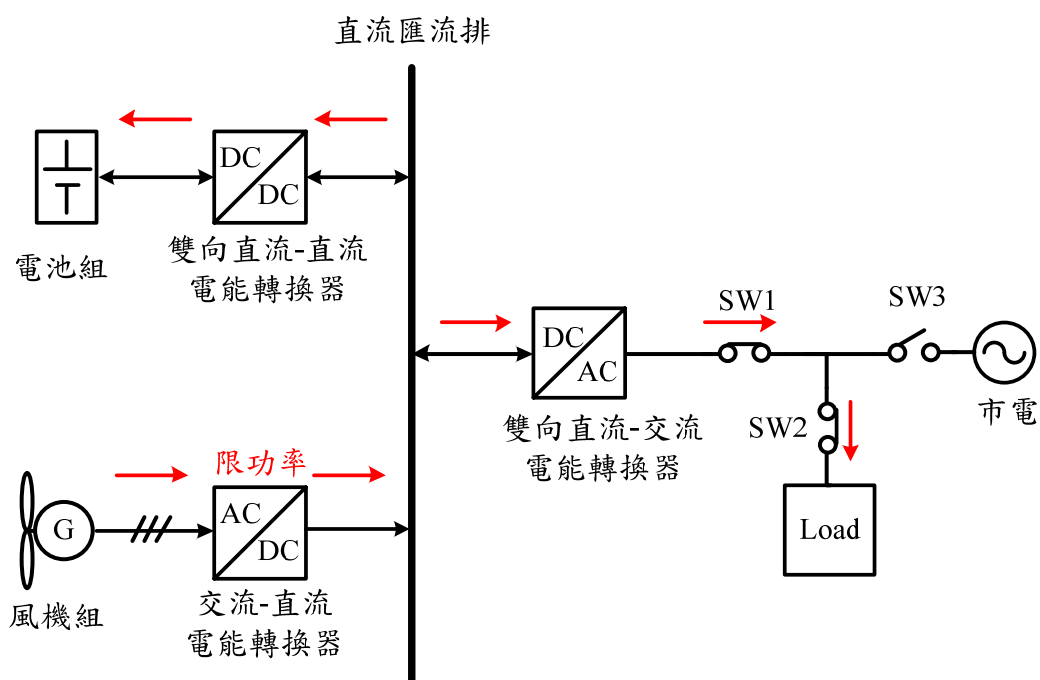 直流匯流排
DC
DC
電池組
雙向直流-直流
電能轉換器
SW1
SW3
DC
AC
市電
雙向直流-交流
電能轉換器
SW2
限功率
G
AC
DC
Load
風機組
交流-直流
電能轉換器